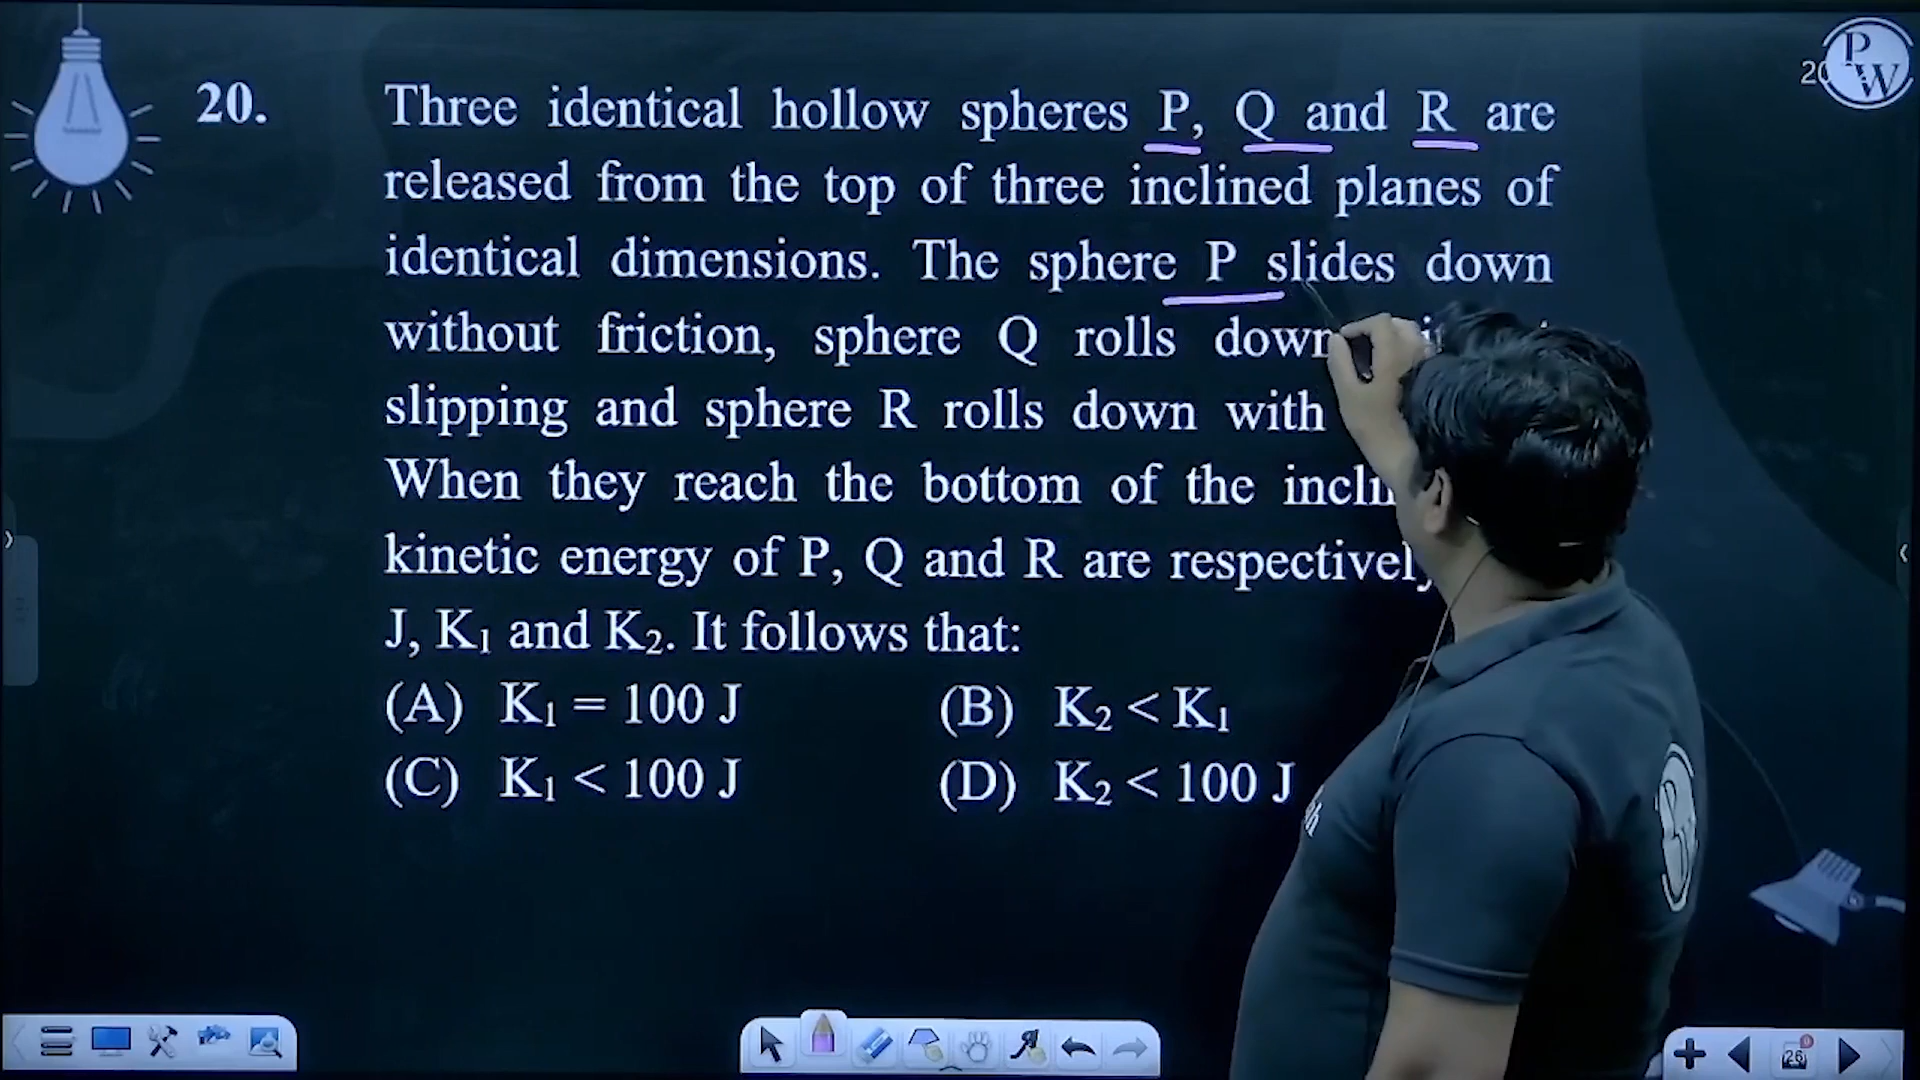 20. Three identical hollow spheres P, Q and R are
released from the top of three inclined planes of
identical dimensions. The sphere P slides down
without friction, sphere Q rolls down
slipping and sphere R rolls down with
When they reach the bottom of the
kinetic energy of P, Q and R are
J, K₁ and K₂. It follows that:
(A) K₁ = 100 J (B) K₂ < K₁
(C) K₁ < 100 J (D) K₂ < 100 J
PW
26